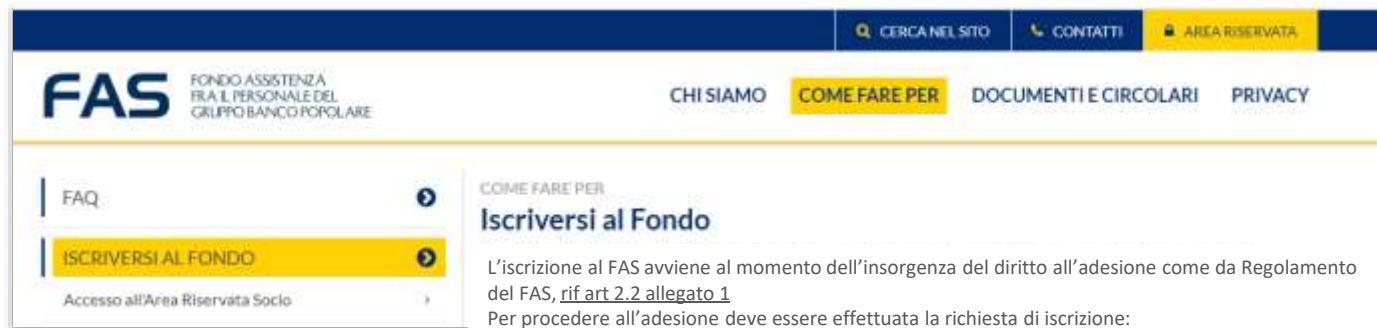 CERCA NEL SITO
CONTATTI
AREA RISERVATA
FAS
FONDO ASSISTENZA
FRA IL PERSONALE DEL
GRUPPO BANCO POPOLARE
CHI SIAMO
COME FARE PER
DOCUMENTI E CIRCOLARI
PRIVACY
FAQ
ISCRIVERSI AL FONDO
Accesso all'Area Riservata Socio
COME FARE PER
Iscriversi al Fondo
L'iscrizione al FAS avviene al momento dell'insorgenza del diritto all'adesione come da Regolamento
del FAS, rif art 2.2 allegato 1
Per procedere all'adesione deve essere effettuata la richiesta di iscrizione: